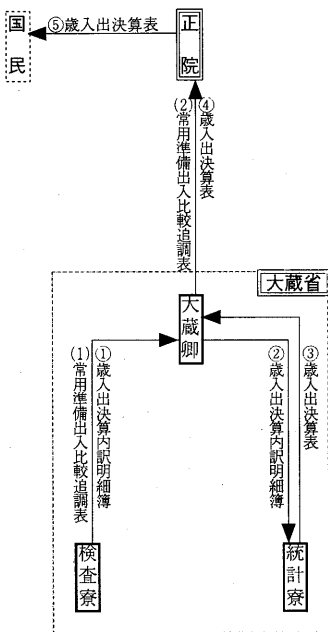 国民
⑤歳入出決算表
正院
(2)常用準備出入比較追調表
④歳入出決算表
大蔵省
大蔵卿
(1)常用準備出入比較追調表
①歳入出決算内訳明細簿
②歳入出決算内訳明細簿
③歳入出決算表
検査寮
統計寮